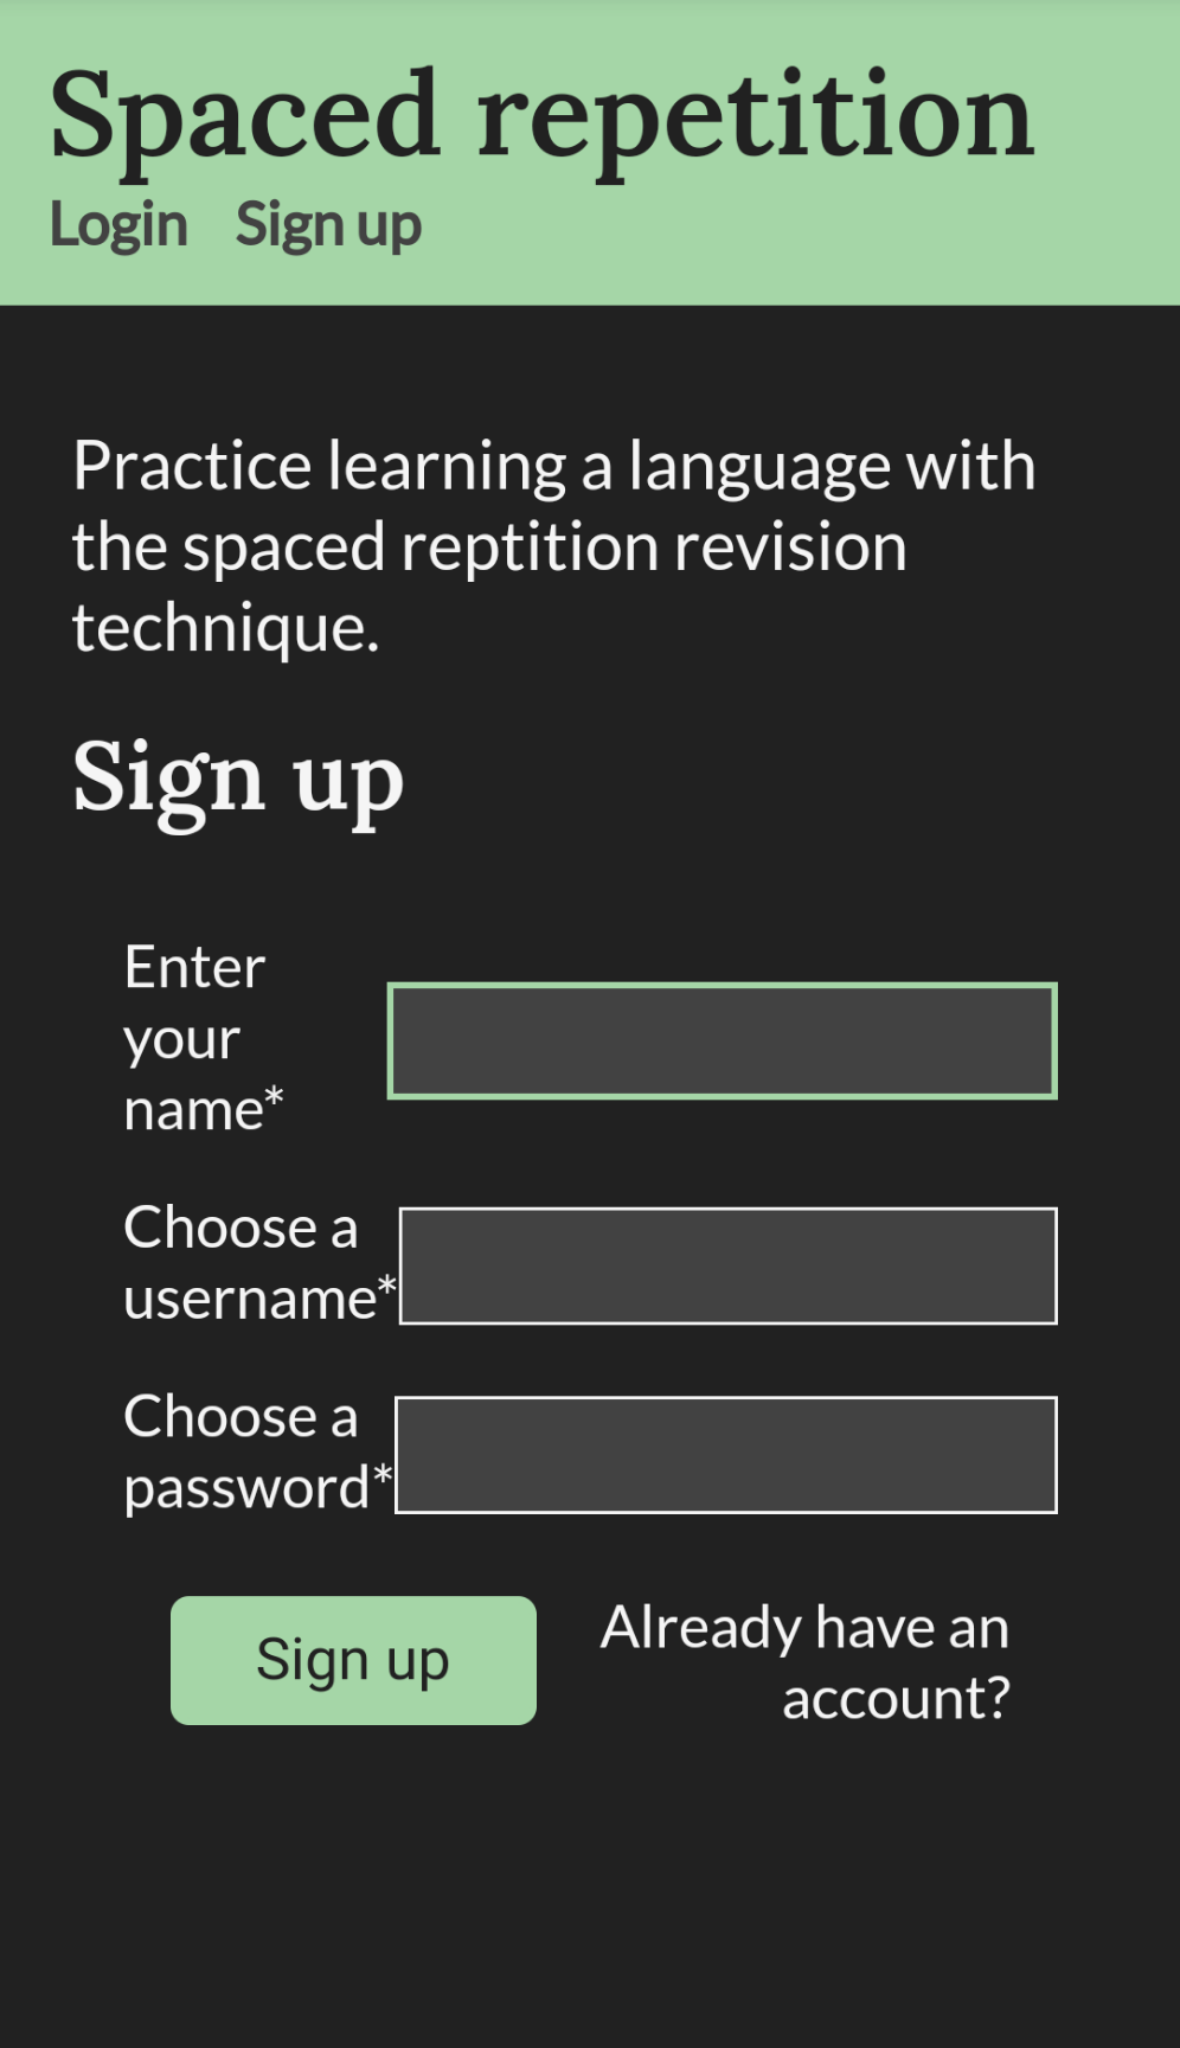 Spaced repetition
Login Sign up
Practice learning a language with
the spaced reptition revision
technique.
Sign up
Enter
your
name*
Choose a
username*
Choose a
password*
Sign up
Already have an
account?